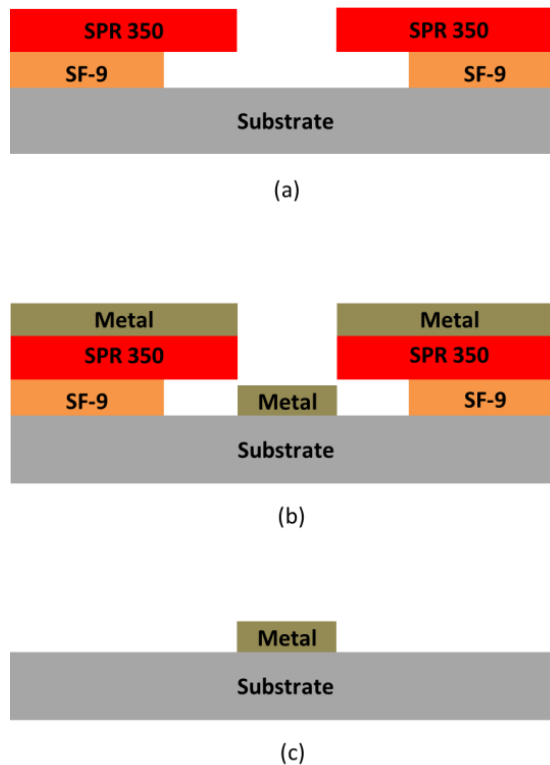 SPR 350 SPR 350
SF-9 SF-9
Substrate
(a)
Metal Metal
SPR 350 SPR 350
SF-9 Metal SF-9
Substrate
(b)
Metal
Substrate
(c)